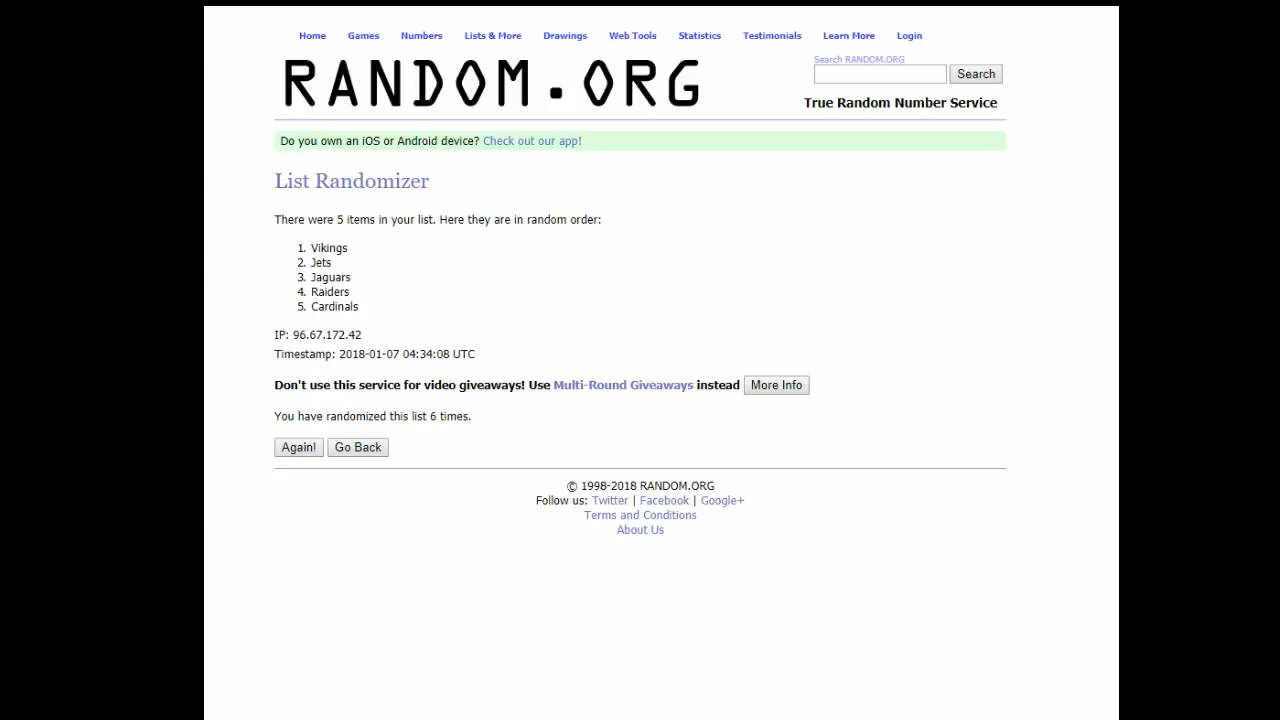 Home Games Numbers Lists & More Drawings Web Tools Statistics Testimonials Learn More Login
RANDOM.ORG
Search RANDOM.ORG
Search
True Random Number Service
Do you own an iOS or Android device? Check out our app!
List Randomizer
There were 5 items in your list. Here they are in random order:
1. Vikings
2. Jets
3. Jaguars
4. Raiders
5. Cardinals
IP: 96.67.172.42
Timestamp: 2018-01-07 04:34:08 UTC
Don't use this service for video giveaways! Use Multi-Round Giveaways instead More Info
You have randomized this list 6 times.
Again! Go Back
© 1998-2018 RANDOM.ORG
Follow us: Twitter | Facebook | Google+
Terms and Conditions
About Us